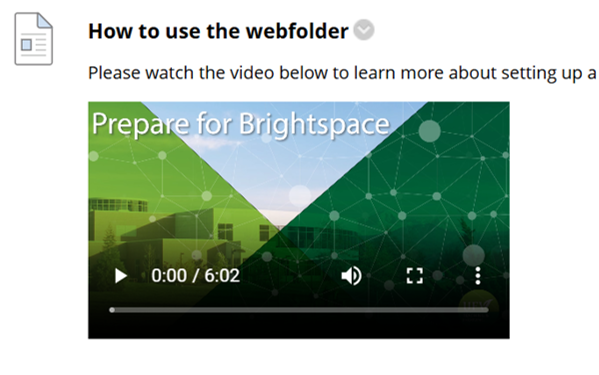 How to use the webfolder
Please watch the video below to learn more about setting up a
Prepare for Brightspace
0:00 / 6:02